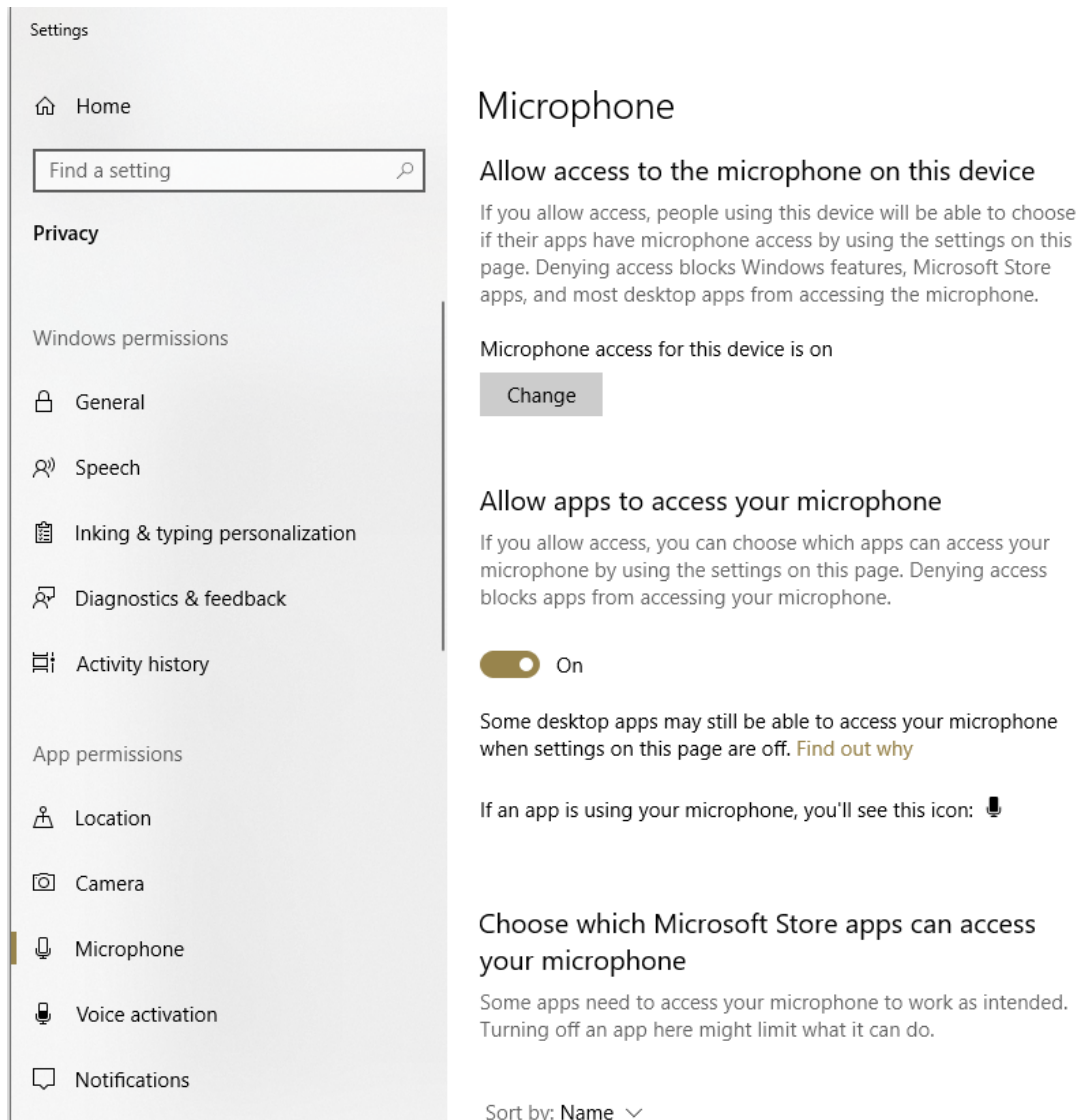 Settings
Home
Find a setting
Privacy
Windows permissions
General
Speech
Inking & typing personalization
Diagnostics & feedback
Activity history
App permissions
Location
Camera
Microphone
Voice activation
Notifications
Microphone
Allow access to the microphone on this device
If you allow access, people using this device will be able to choose
if their apps have microphone access by using the settings on this
page. Denying access blocks Windows features, Microsoft Store
apps, and most desktop apps from accessing the microphone.
Microphone access for this device is on
Change
Allow apps to access your microphone
If you allow access, you can choose which apps can access your
microphone by using the settings on this page. Denying access
blocks apps from accessing your microphone.
On
Some desktop apps may still be able to access your microphone
when settings on this page are off. Find out why
If an app is using your microphone, you'll see this icon:
Choose which Microsoft Store apps can access
your microphone
Some apps need to access your microphone to work as intended.
Turning off an app here might limit what it can do.
Sort by: Name